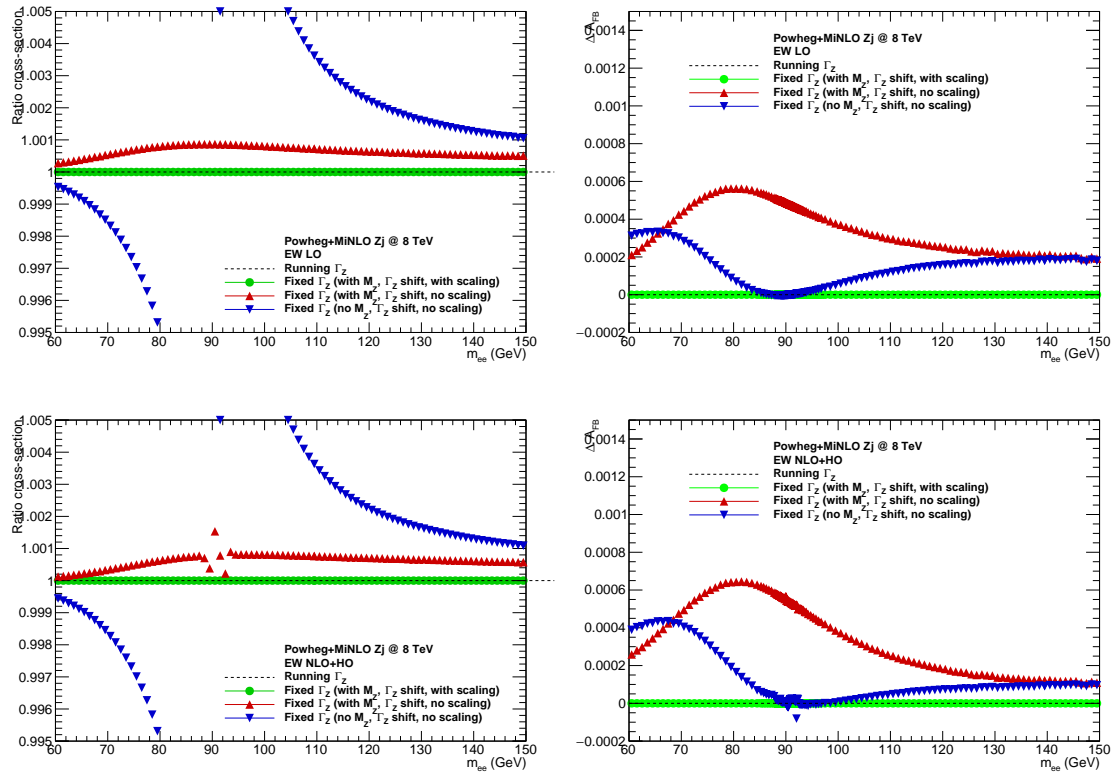 Ratio cross-section
1.005
1.004
1.003
1.002
1.001
1
0.999
0.998
0.997
0.996
0.995
Powheg+MiNLO Zj @ 8 TeV
EW LO
Running Γ_Z
Fixed Γ_Z (with M_Z, Γ_Z shift, with scaling)
Fixed Γ_Z (with M_Z, Γ_Z shift, no scaling)
Fixed Γ_Z (no M_Z, Γ_Z shift, no scaling)
60 70 80 90 100 110 120 130 140 150
m_ee (GeV)
Δ A_FB
0.0014
0.0012
0.001
0.0008
0.0006
0.0004
0.0002
0
−0.0002
Powheg+MiNLO Zj @ 8 TeV
EW LO
Running Γ_Z
Fixed Γ_Z (with M_Z, Γ_Z shift, with scaling)
Fixed Γ_Z (with M_Z, Γ_Z shift, no scaling)
Fixed Γ_Z (no M_Z, Γ_Z shift, no scaling)
60 70 80 90 100 110 120 130 140 150
m_ee (GeV)
Ratio cross-section
1.005
1.004
1.003
1.002
1.001
1
0.999
0.998
0.997
0.996
0.995
Powheg+MiNLO Zj @ 8 TeV
EW NLO+HO
Running Γ_Z
Fixed Γ_Z (with M_Z, Γ_Z shift, with scaling)
Fixed Γ_Z (with M_Z, Γ_Z shift, no scaling)
Fixed Γ_Z (no M_Z, Γ_Z shift, no scaling)
60 70 80 90 100 110 120 130 140 150
m_ee (GeV)
Δ A_FB
0.0014
0.0012
0.001
0.0008
0.0006
0.0004
0.0002
0
−0.0002
Powheg+MiNLO Zj @ 8 TeV
EW NLO+HO
Running Γ_Z
Fixed Γ_Z (with M_Z, Γ_Z shift, with scaling)
Fixed Γ_Z (with M_Z, Γ_Z shift, no scaling)
Fixed Γ_Z (no M_Z, Γ_Z shift, no scaling)
60 70 80 90 100 110 120 130 140 150
m_ee (GeV)